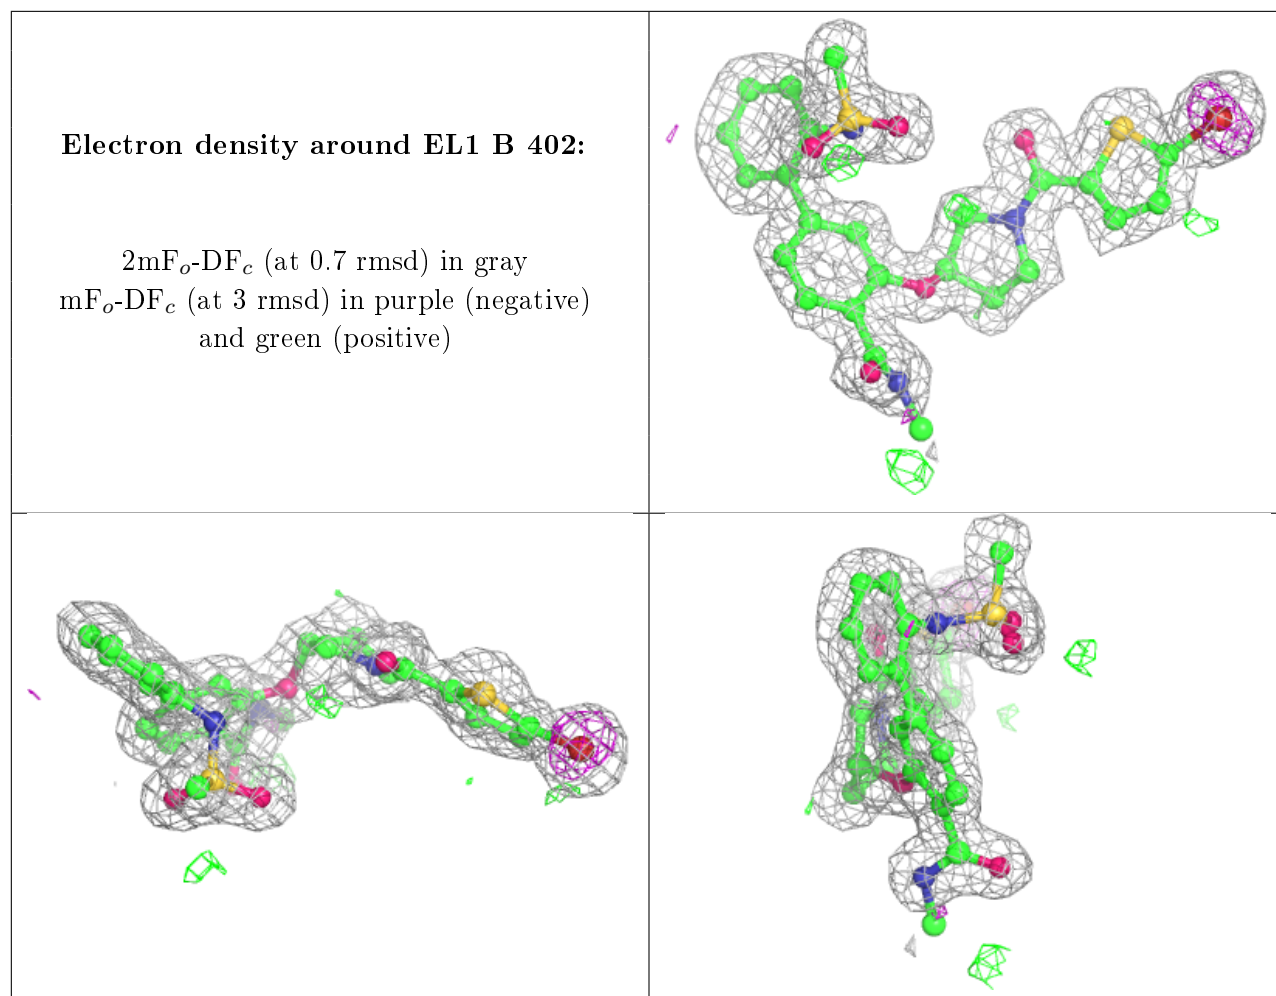 Electron density around EL1 B 402:
2mFo-DFc (at 0.7 rmsd) in gray
mFo-DFc (at 3 rmsd) in purple (negative)
and green (positive)